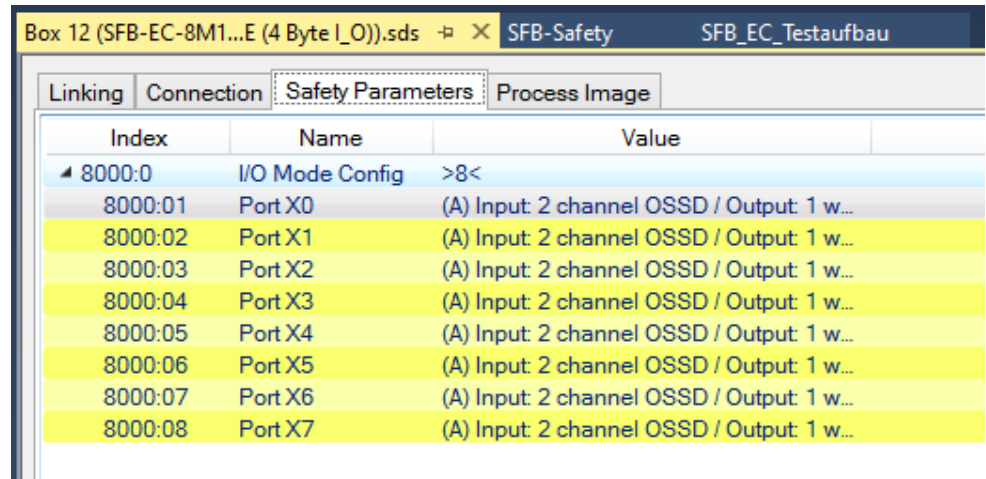 Box 12 (SFB-EC-8M1...E (4 Byte I_O)).sds SFB-Safety SFB_EC_Testaufbau
Linking Connection Safety Parameters Process Image
Index Name Value
8000:0 I/O Mode Config >8<
8000:01 Port X0 (A) Input: 2 channel OSSD / Output: 1 w...
8000:02 Port X1 (A) Input: 2 channel OSSD / Output: 1 w...
8000:03 Port X2 (A) Input: 2 channel OSSD / Output: 1 w...
8000:04 Port X3 (A) Input: 2 channel OSSD / Output: 1 w...
8000:05 Port X4 (A) Input: 2 channel OSSD / Output: 1 w...
8000:06 Port X5 (A) Input: 2 channel OSSD / Output: 1 w...
8000:07 Port X6 (A) Input: 2 channel OSSD / Output: 1 w...
8000:08 Port X7 (A) Input: 2 channel OSSD / Output: 1 w...